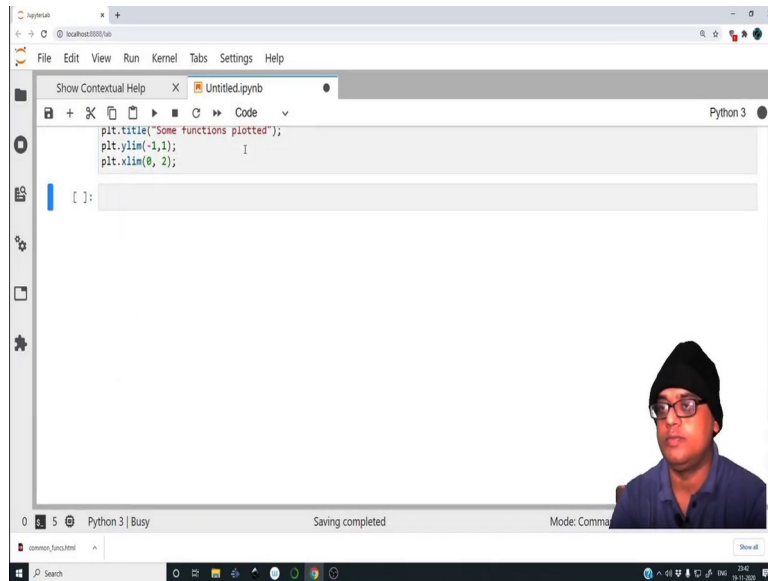 JupyterLab
localhost:8888/lab
File Edit View Run Kernel Tabs Settings Help
Show Contextual Help X Untitled.ipynb
Code Python 3
plt.title("Some functions plotted");
plt.ylim(-1,1);
plt.xlim(0, 2);
[ ]:
0 5 Python 3 | Busy Saving completed Mode: Comma
common_funcs.html Show all
Search ENG 23:42
19-11-2020